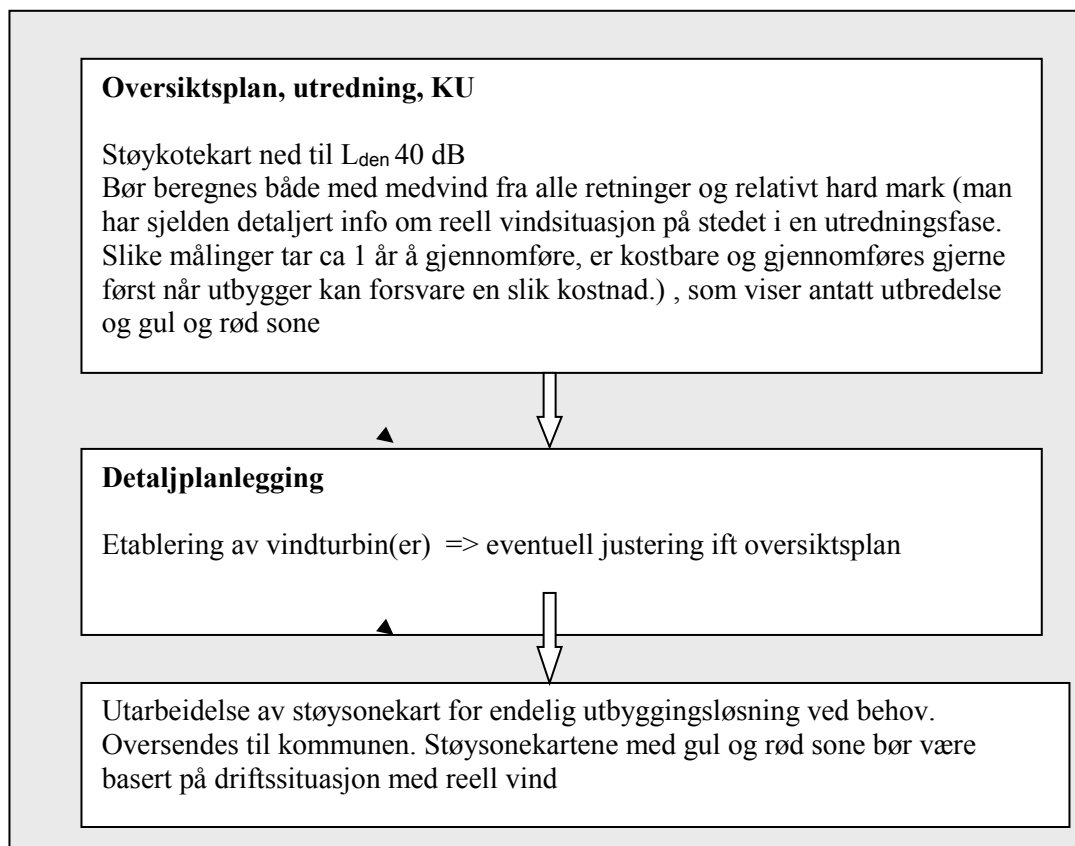 Oversiktsplan, utredning, KU
Støykotekart ned til Lden 40 dB
Bør beregnes både med medvind fra alle retninger og relativt hard mark (man
har sjelden detaljert info om reell vindsituasjon på stedet i en utredningsfase.
Slike målinger tar ca 1 år å gjennomføre, er kostbare og gjennomføres gjerne
først når utbygger kan forsvare en slik kostnad.) , som viser antatt utbredelse
og gul og rød sone
Detaljplanlegging
Etablering av vindturbin(er)  => eventuell justering ift oversiktsplan
Utarbeidelse av støysonekart for endelig utbyggingsløsning ved behov.
Oversendes til kommunen. Støysonekartene med gul og rød sone bør være
basert på driftssituasjon med reell vind